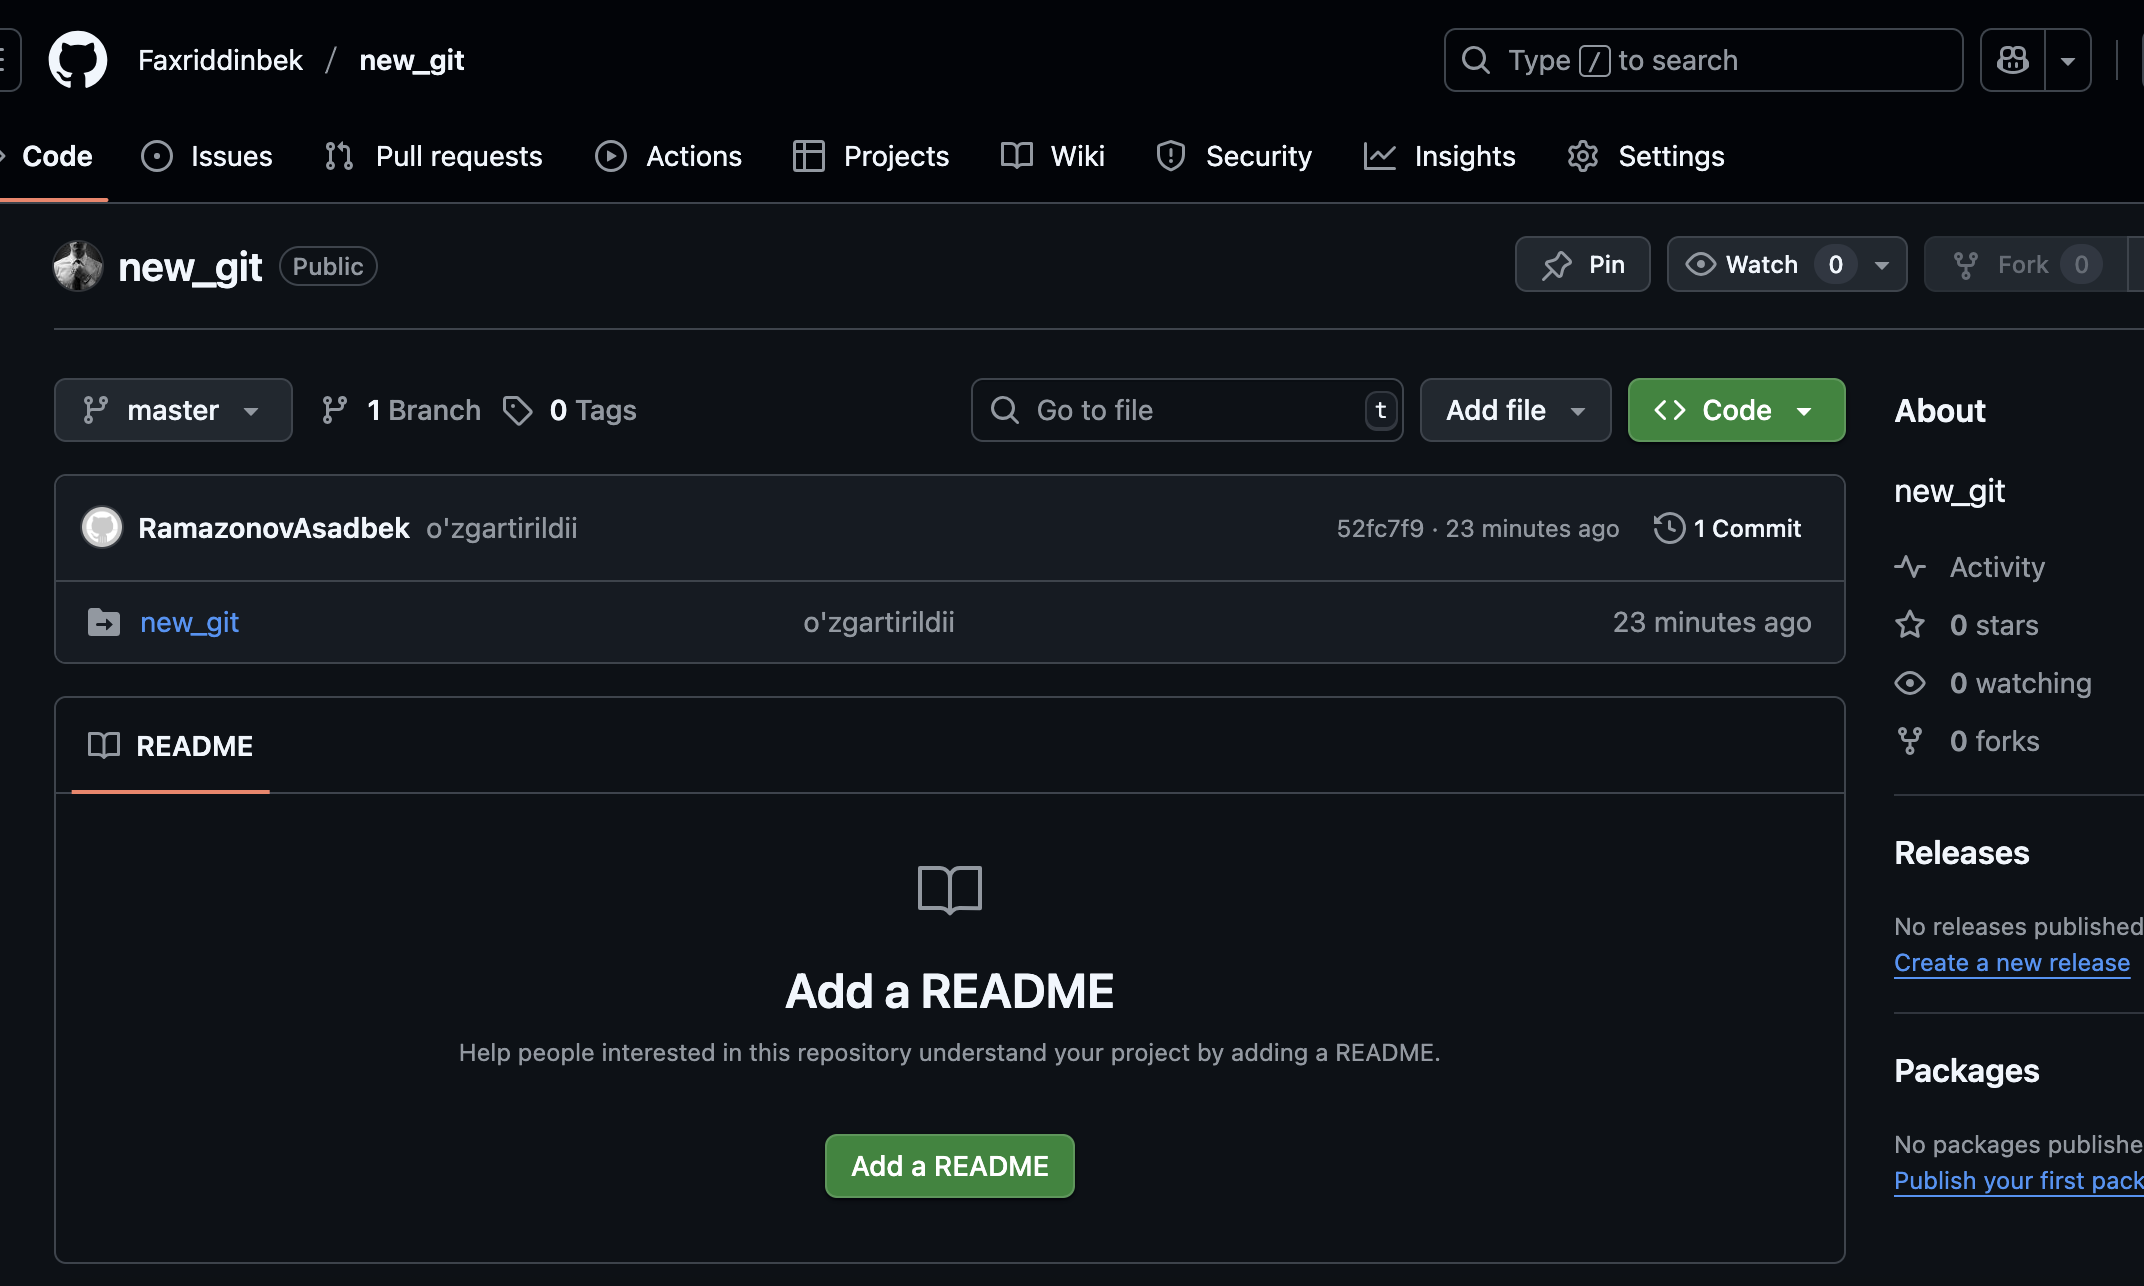 Faxriddinbek / new_git
Type / to search
Code Issues Pull requests Actions Projects Wiki Security Insights Settings
new_git Public
Pin Watch 0 Fork 0
master 1 Branch 0 Tags
Go to file t Add file Code
RamazonovAsadbek o'zgartirildii 52fc7f9 · 23 minutes ago 1 Commit
new_git o'zgartirildii 23 minutes ago
README
Add a README
Help people interested in this repository understand your project by adding a README.
Add a README
About
new_git
Activity
0 stars
0 watching
0 forks
Releases
No releases published
Create a new release
Packages
No packages publishe
Publish your first pack